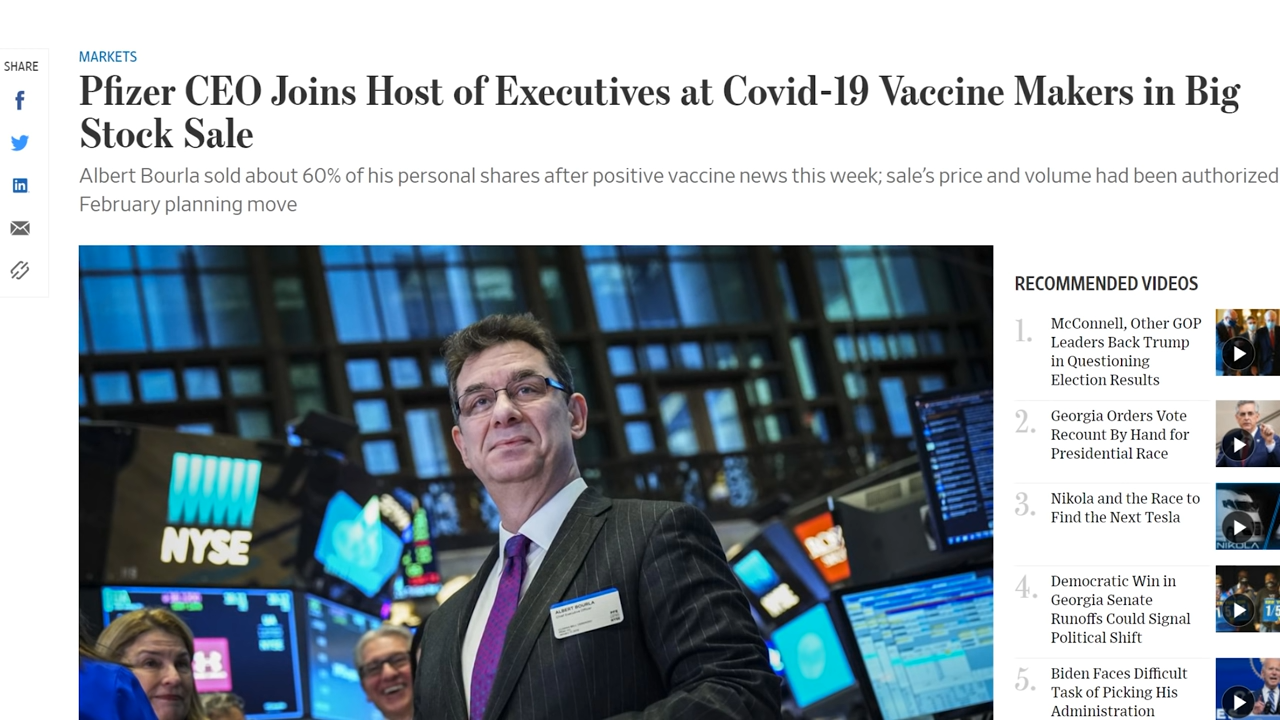 SHARE
MARKETS
Pfizer CEO Joins Host of Executives at Covid-19 Vaccine Makers in Big
Stock Sale
Albert Bourla sold about 60% of his personal shares after positive vaccine news this week; sale's price and volume had been authorized
February planning move
NYSE
ALBERT BOURLA
RECOMMENDED VIDEOS
1. McConnell, Other GOP
Leaders Back Trump
in Questioning
Election Results
2. Georgia Orders Vote
Recount By Hand for
Presidential Race
3. Nikola and the Race to
Find the Next Tesla
NIKOLA
4. Democratic Win in
Georgia Senate
Runoffs Could Signal
Political Shift
5. Biden Faces Difficult
Task of Picking His
Administration